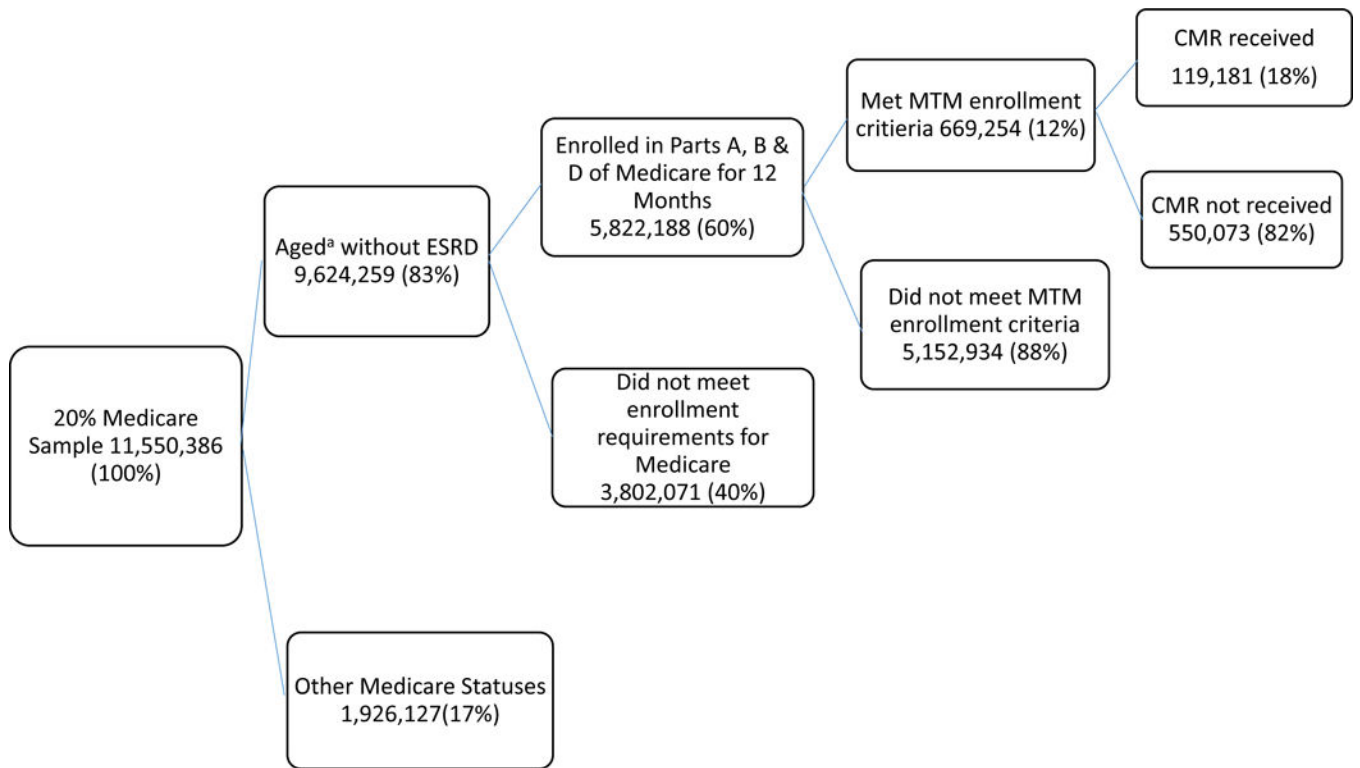 20% Medicare
Sample 11,550,386
(100%)
Agedᵃ without ESRD
9,624,259 (83%)
Other Medicare Statuses
1,926,127(17%)
Enrolled in Parts A, B &
D of Medicare for 12
Months
5,822,188 (60%)
Did not meet
enrollment
requirements for
Medicare
3,802,071 (40%)
Met MTM enrollment
critieria 669,254 (12%)
Did not meet MTM
enrollment criteria
5,152,934 (88%)
CMR received
119,181 (18%)
CMR not received
550,073 (82%)